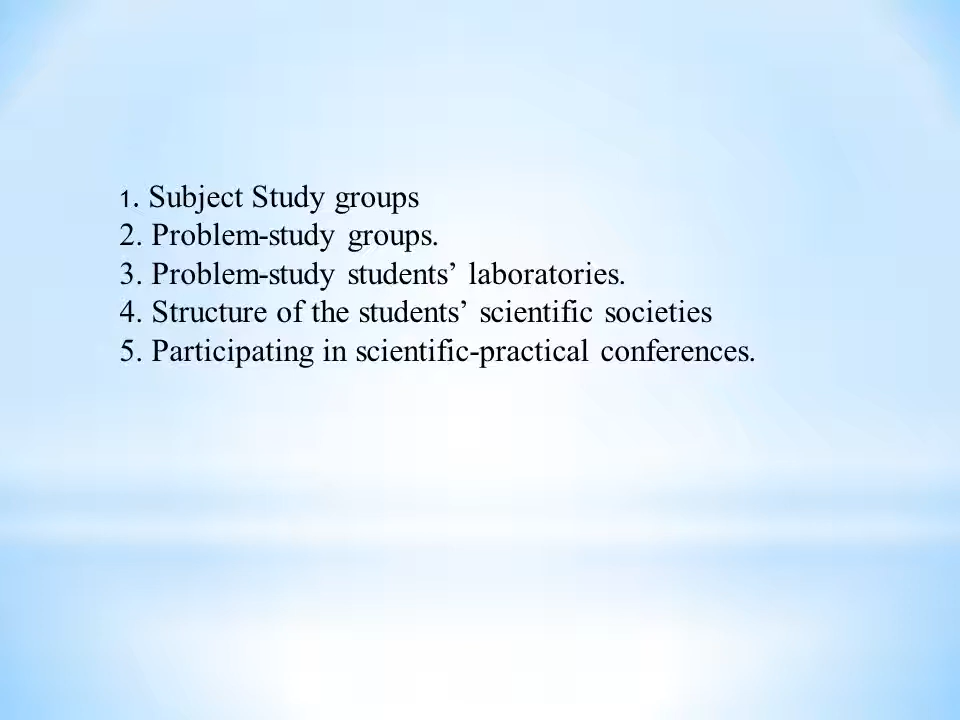 1. Subject Study groups
2. Problem-study groups.
3. Problem-study students’ laboratories.
4. Structure of the students’ scientific societies
5. Participating in scientific-practical conferences.